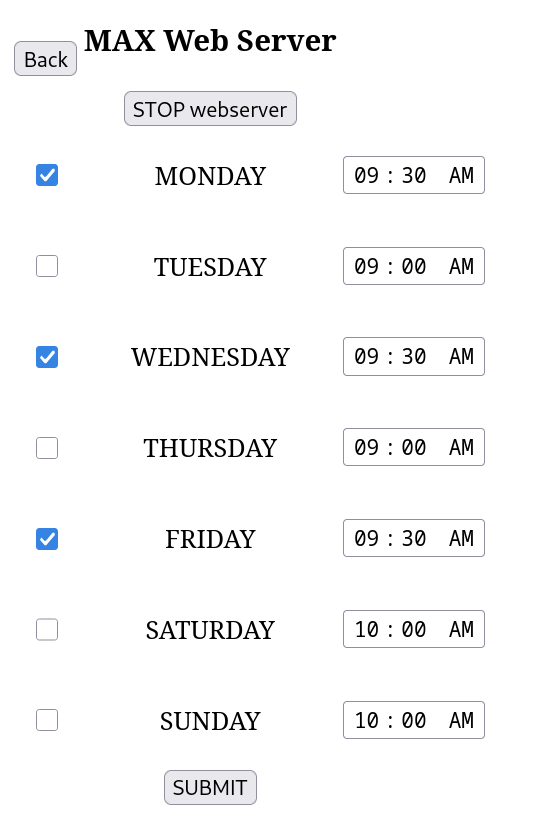 MAX Web Server
Back
STOP webserver
MONDAY 09 : 30 AM
TUESDAY 09 : 00 AM
WEDNESDAY 09 : 30 AM
THURSDAY 09 : 00 AM
FRIDAY 09 : 30 AM
SATURDAY 10 : 00 AM
SUNDAY 10 : 00 AM
SUBMIT